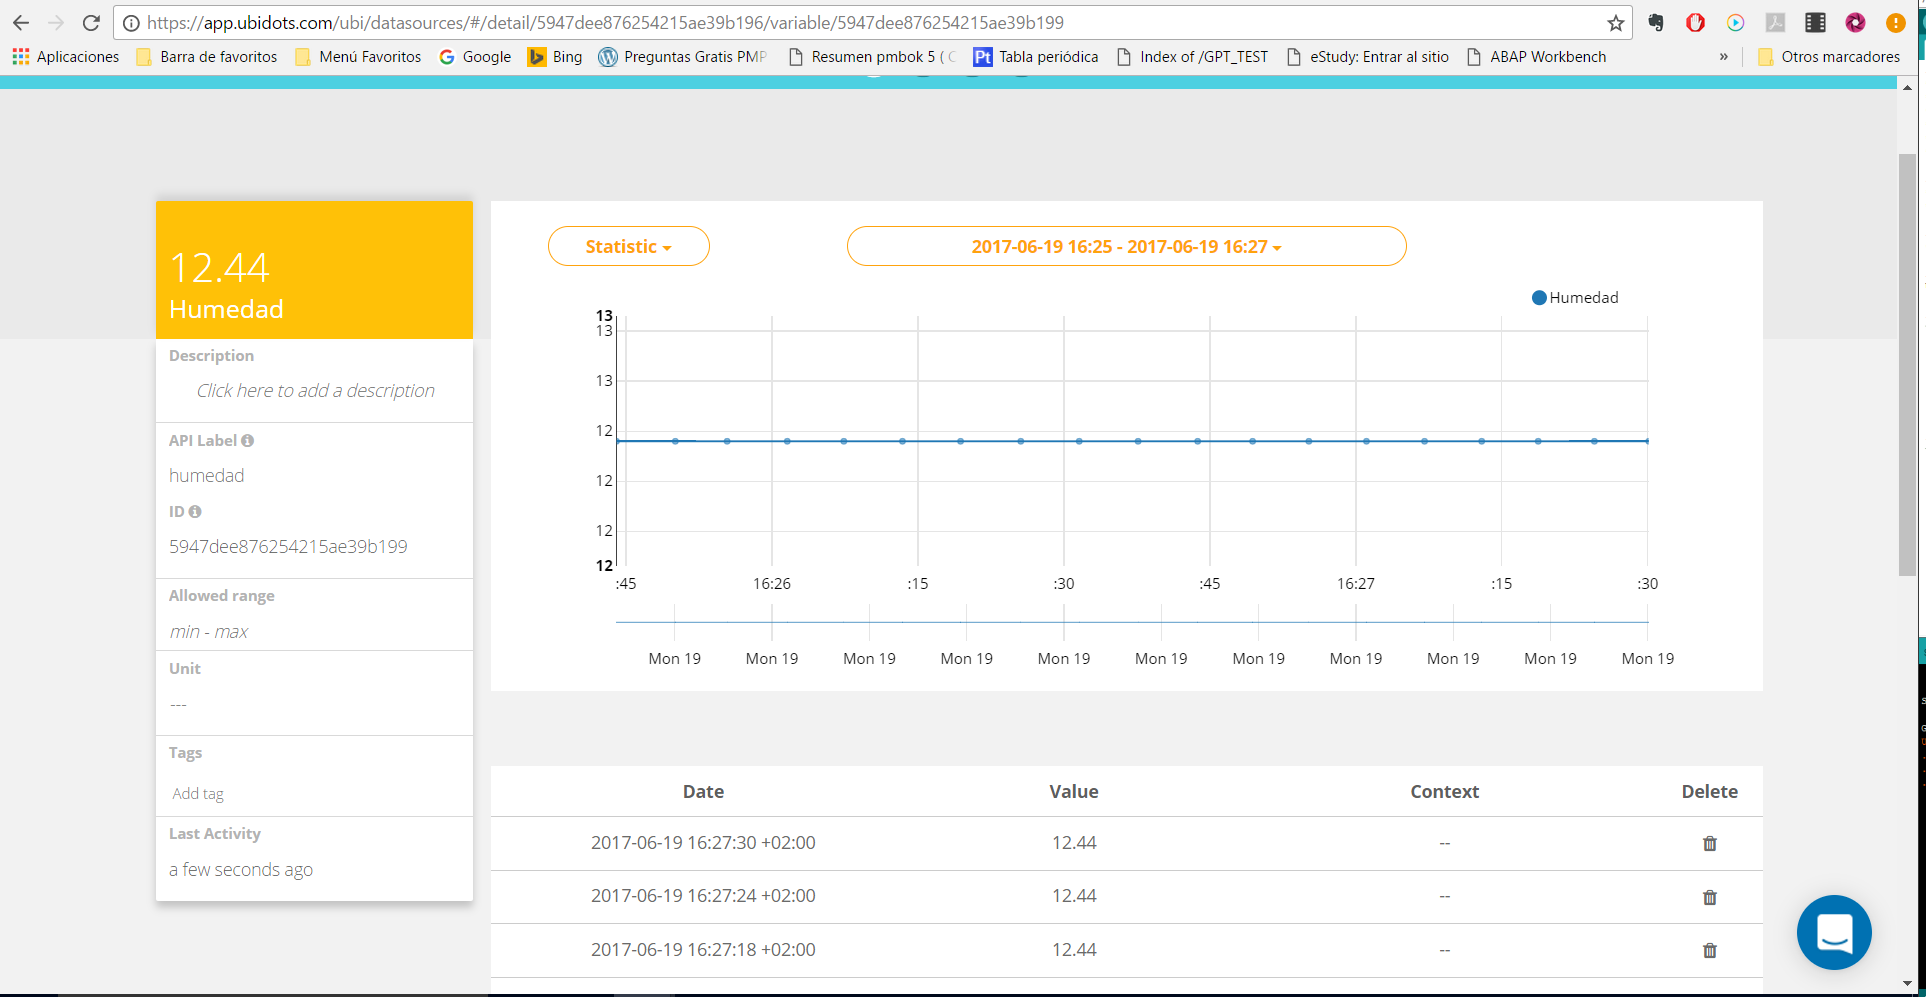 https://app.ubidots.com/ubi/datasources/#/detail/5947dee876254215ae39b196/variable/5947dee876254215ae39b199
Aplicaciones Barra de favoritos Menú Favoritos Google Bing Preguntas Gratis PMP Resumen pmbok 5 ( Pt Tabla periódica Index of /GPT_TEST eStudy: Entrar al sitio ABAP Workbench » Otros marcadores
12.44
Humedad
Description
Click here to add a description
API Label
humedad
ID
5947dee876254215ae39b199
Allowed range
min - max
Unit
---
Tags
Add tag
Last Activity
a few seconds ago
Statistic 2017-06-19 16:25 - 2017-06-19 16:27
Humedad
13
13
13
12
12
12
12
:45 16:26 :15 :30 :45 16:27 :15 :30
Mon 19 Mon 19 Mon 19 Mon 19 Mon 19 Mon 19 Mon 19 Mon 19 Mon 19 Mon 19 Mon 19
Date Value Context Delete
2017-06-19 16:27:30 +02:00 12.44 --
2017-06-19 16:27:24 +02:00 12.44 --
2017-06-19 16:27:18 +02:00 12.44 --